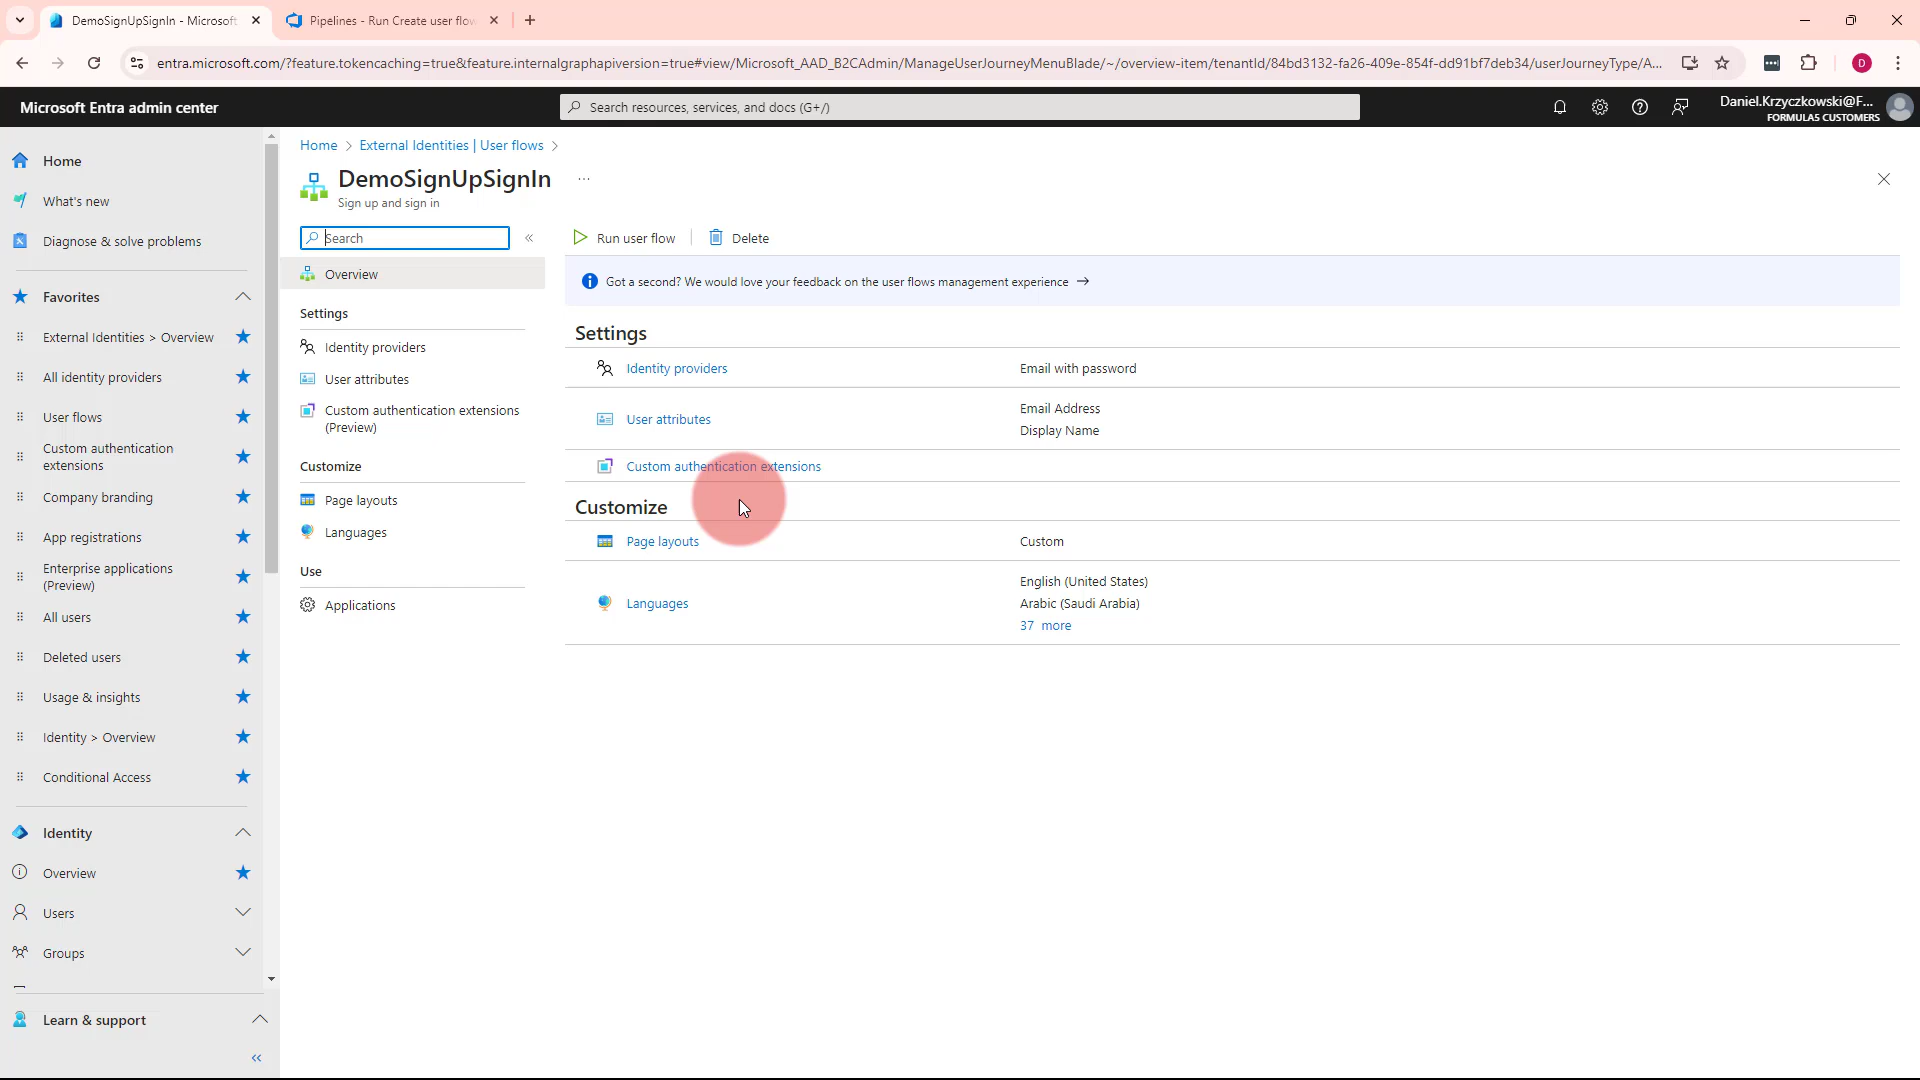 DemoSignUpSignIn - Microsoft
Pipelines - Run Create user flow
entra.microsoft.com/?feature.tokencaching=true&feature.internalgraphapiversion=true#view/Microsoft_AAD_B2CAdmin/ManageUserJourneyMenuBlade/~/overview-item/tenantId/84bd3132-fa26-409e-854f-dd91bf7deb34/userJourneyType/A...
D
Microsoft Entra admin center
Search resources, services, and docs (G+/)
Daniel.Krzyczkowski@F...
FORMULA5 CUSTOMERS
Home
What's new
Diagnose & solve problems
Favorites
External Identities > Overview
All identity providers
User flows
Custom authentication
extensions
Company branding
App registrations
Enterprise applications
(Preview)
All users
Deleted users
Usage & insights
Identity > Overview
Conditional Access
Identity
Overview
Users
Groups
Learn & support
Home > External Identities | User flows >
DemoSignUpSignIn ...
Sign up and sign in
Search
Overview
Settings
Identity providers
User attributes
Custom authentication extensions
(Preview)
Customize
Page layouts
Languages
Use
Applications
Run user flow
Delete
Got a second? We would love your feedback on the user flows management experience →
Settings
Identity providers
Email with password
User attributes
Email Address
Display Name
Custom authentication extensions
Customize
Page layouts
Custom
Languages
English (United States)
Arabic (Saudi Arabia)
37 more